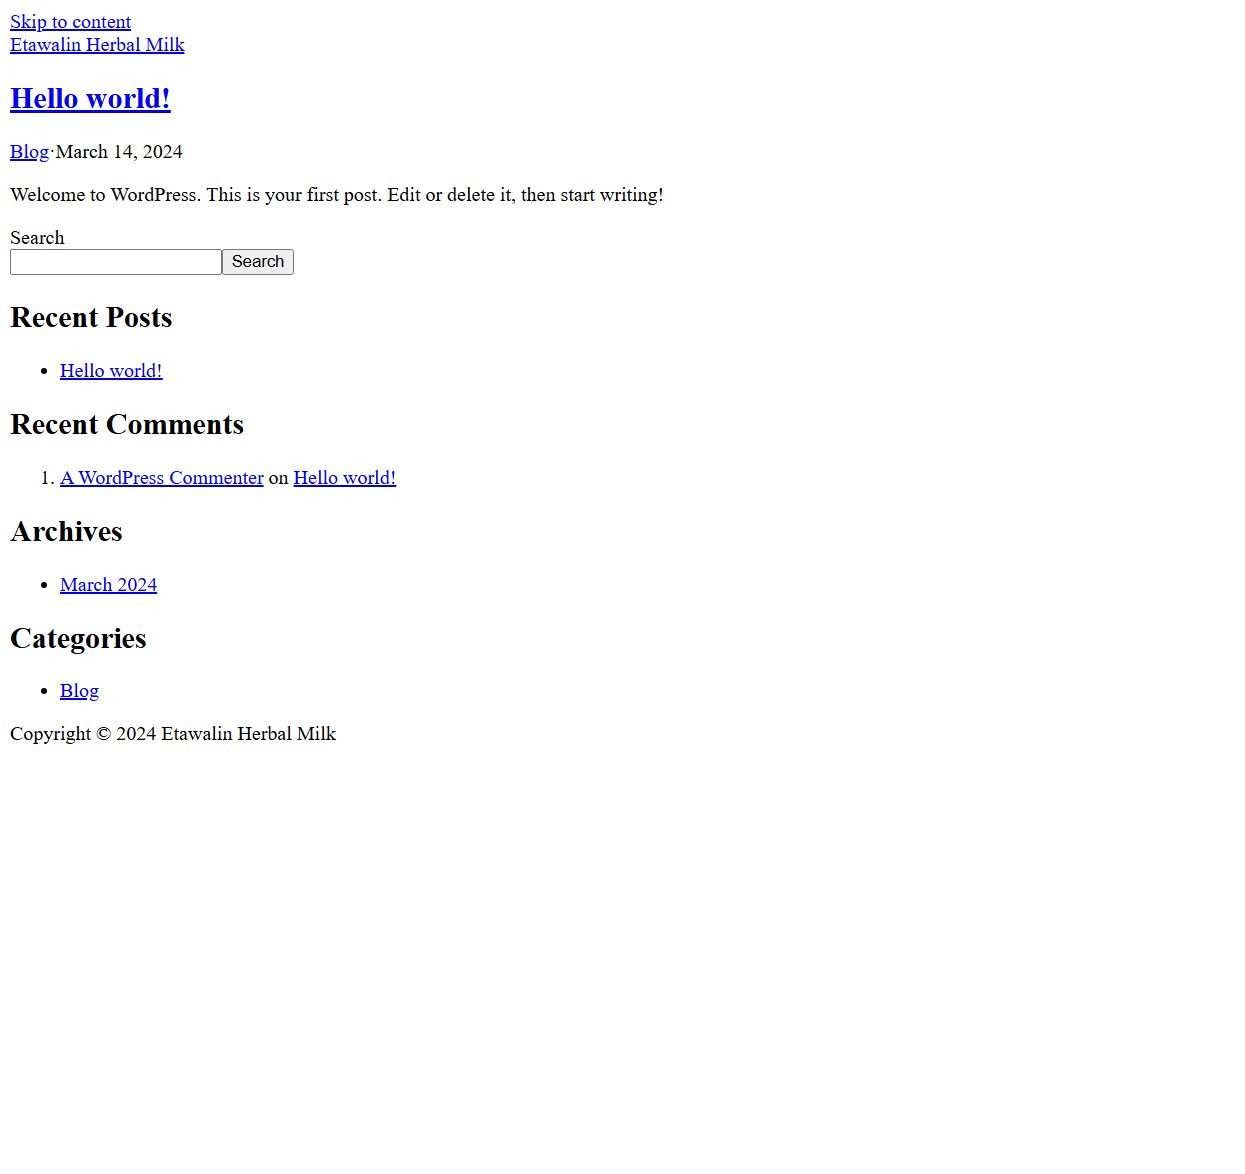 Skip to content
Etawalin Herbal Milk
Hello world!
Blog·March 14, 2024
Welcome to WordPress. This is your first post. Edit or delete it, then start writing!
Search
Search
Recent Posts
Hello world!
Recent Comments
1. A WordPress Commenter on Hello world!
Archives
March 2024
Categories
Blog
Copyright © 2024 Etawalin Herbal Milk